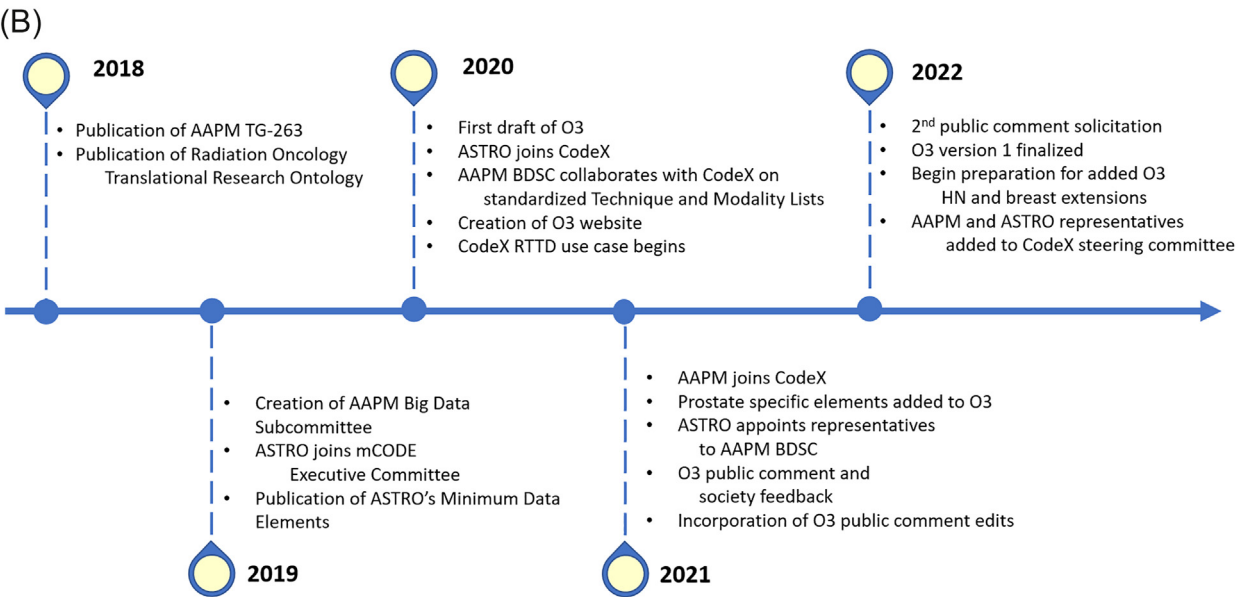 (B)
2018
• Publication of AAPM TG-263
• Publication of Radiation Oncology
Translational Research Ontology
2020
• First draft of O3
• ASTRO joins CodeX
• AAPM BDSC collaborates with CodeX on
standardized Technique and Modality Lists
• Creation of O3 website
• CodeX RTTD use case begins
2022
• 2nd public comment solicitation
• O3 version 1 finalized
• Begin preparation for added O3
HN and breast extensions
• AAPM and ASTRO representatives
added to CodeX steering committee
• Creation of AAPM Big Data
Subcommittee
• ASTRO joins mCODE
Executive Committee
• Publication of ASTRO’s Minimum Data
Elements
2019
• AAPM joins CodeX
• Prostate specific elements added to O3
• ASTRO appoints representatives
to AAPM BDSC
• O3 public comment and
society feedback
• Incorporation of O3 public comment edits
2021